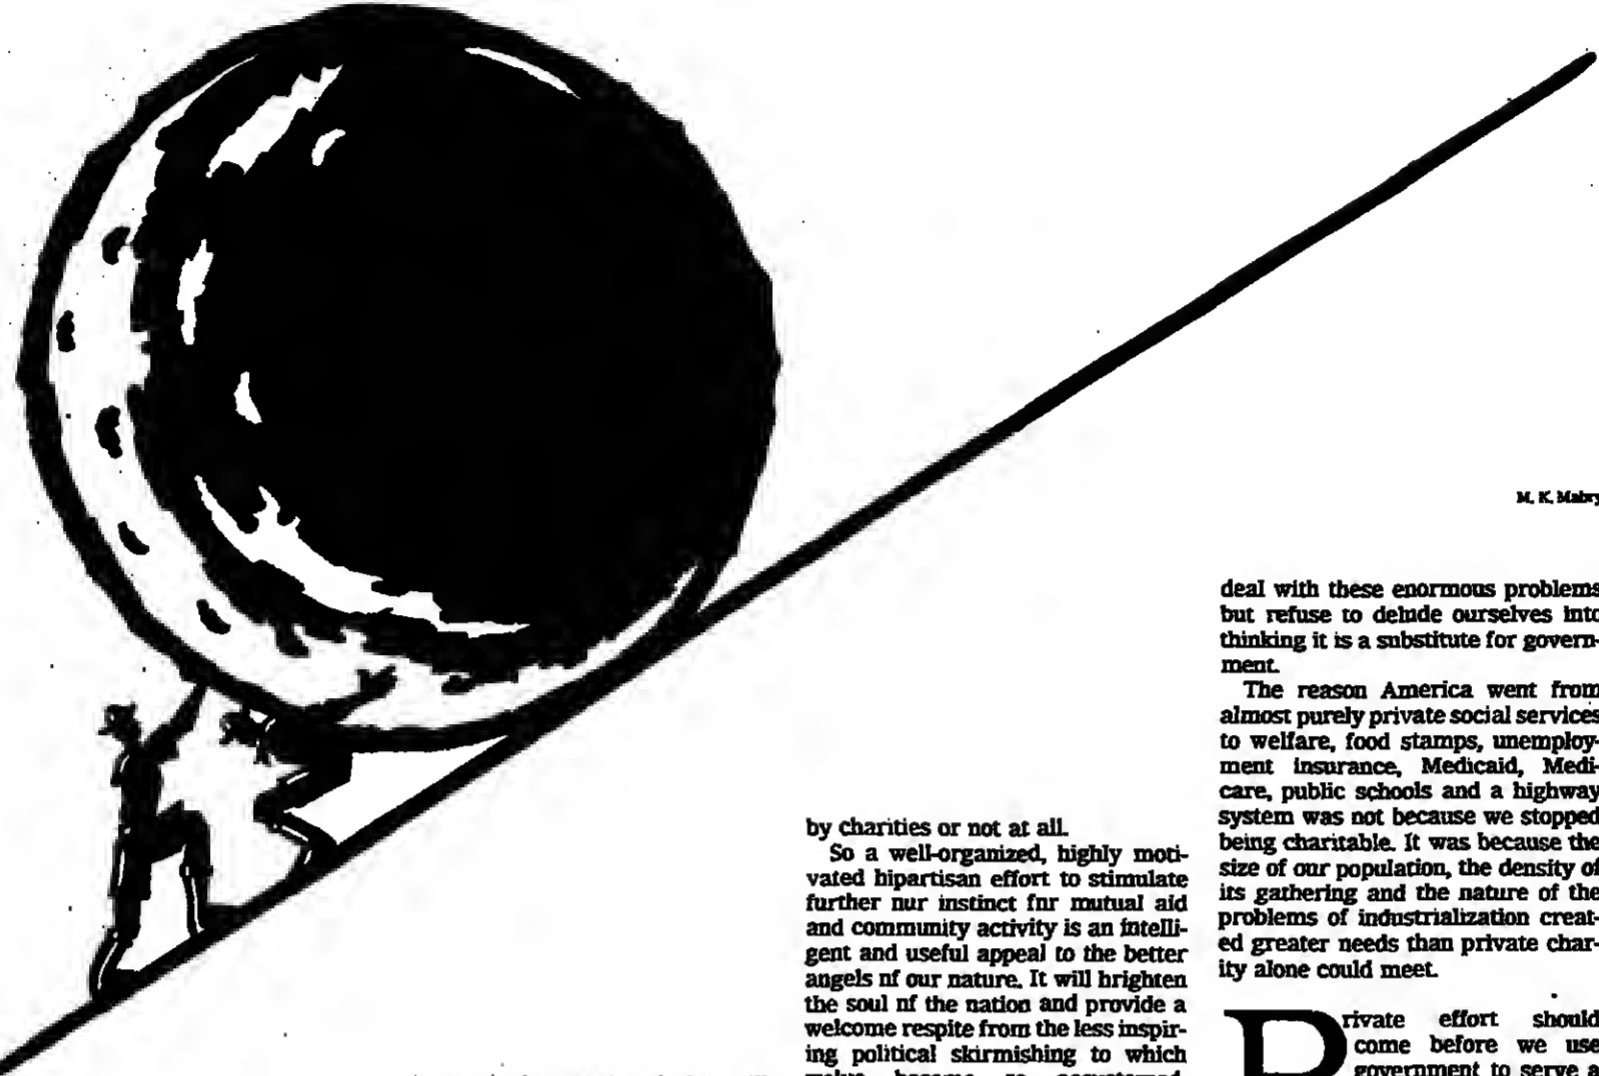 M. K. Mabry
by charities or not at all.
So a well-organized, highly moti-
vated bipartisan effort to stimulate
further nur instinct fnr mutual aid
and community activity is an intelli-
gent and useful appeal to the better
angels nf our nature. It will brighten
the soul nf the nation and provide a
welcome respite from the less inspir-
ing political skirmishing to which
deal with these enormous problems
but refuse to delude ourselves into
thinking it is a substitute for govern-
ment.
The reason America went from
almost purely private social services
to welfare, food stamps, unemploy-
ment insurance, Medicaid, Medi-
care, public schools and a highway
system was not because we stopped
being charitable. It was because the
size of our population, the density of
its gathering and the nature of the
problems of industrialization creat-
ed greater needs than private char-
ity alone could meet.
Private effort should
come before we use
government to serve a